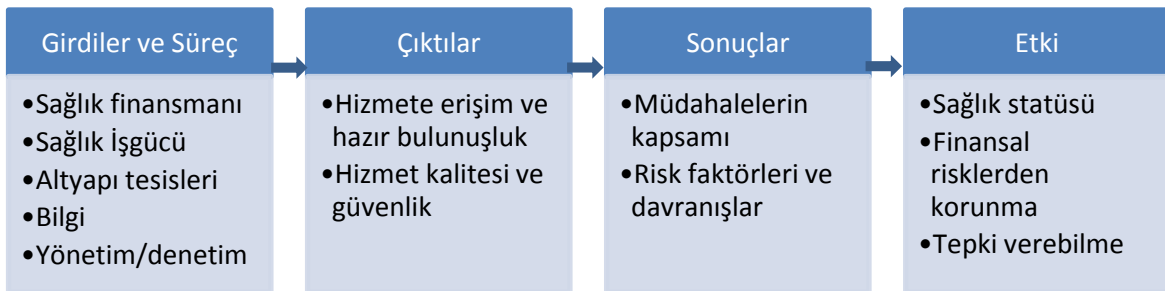 Girdiler ve Süreç
•Sağlık finansmanı
•Sağlık İşgücü
•Altyapı tesisleri
•Bilgi
•Yönetim/denetim
Çıktılar
•Hizmete erişim ve
hazır bulunuşluk
•Hizmet kalitesi ve
güvenlik
Sonuçlar
•Müdahalelerin
kapsamı
•Risk faktörleri ve
davranışlar
Etki
•Sağlık statüsü
•Finansal
risklerden
korunma
•Tepki verebilme